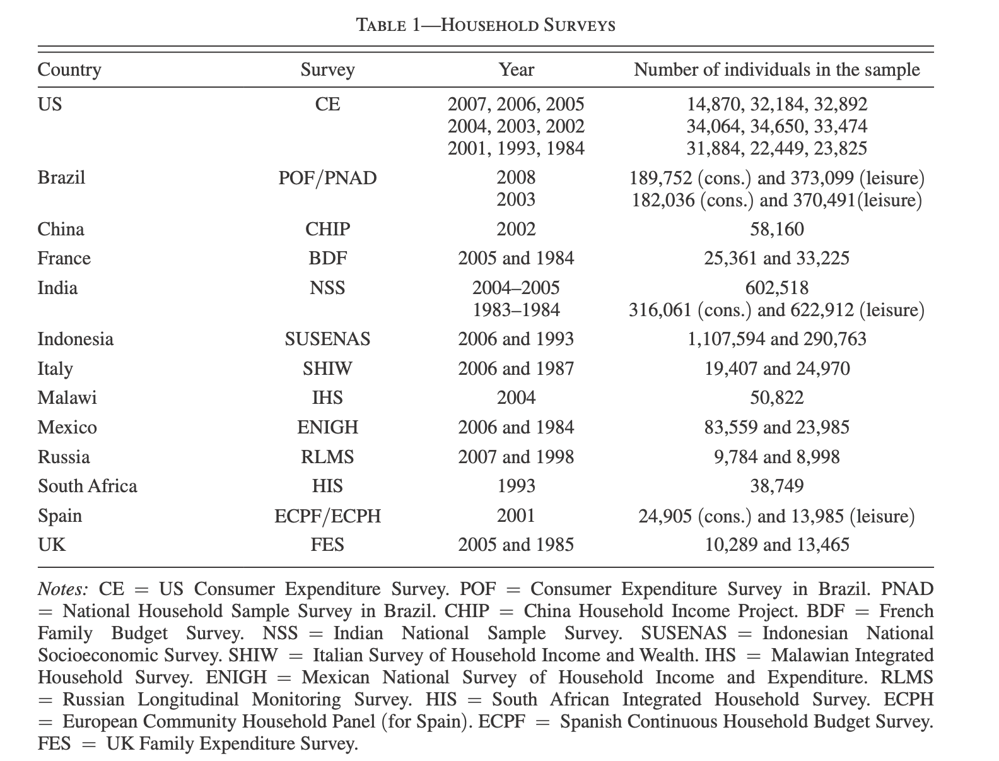 TABLE 1—HOUSEHOLD SURVEYS
Country Survey Year Number of individuals in the sample
US CE 2007, 2006, 2005 14,870, 32,184, 32,892
2004, 2003, 2002 34,064, 34,650, 33,474
2001, 1993, 1984 31,884, 22,449, 23,825
Brazil POF/PNAD 2008 189,752 (cons.) and 373,099 (leisure)
2003 182,036 (cons.) and 370,491(leisure)
China CHIP 2002 58,160
France BDF 2005 and 1984 25,361 and 33,225
India NSS 2004–2005 602,518
1983–1984 316,061 (cons.) and 622,912 (leisure)
Indonesia SUSENAS 2006 and 1993 1,107,594 and 290,763
Italy SHIW 2006 and 1987 19,407 and 24,970
Malawi IHS 2004 50,822
Mexico ENIGH 2006 and 1984 83,559 and 23,985
Russia RLMS 2007 and 1998 9,784 and 8,998
South Africa HIS 1993 38,749
Spain ECPF/ECPH 2001 24,905 (cons.) and 13,985 (leisure)
UK FES 2005 and 1985 10,289 and 13,465
Notes: CE = US Consumer Expenditure Survey. POF = Consumer Expenditure Survey in Brazil. PNAD
= National Household Sample Survey in Brazil. CHIP = China Household Income Project. BDF = French
Family Budget Survey. NSS = Indian National Sample Survey. SUSENAS = Indonesian National
Socioeconomic Survey. SHIW = Italian Survey of Household Income and Wealth. IHS = Malawian Integrated
Household Survey. ENIGH = Mexican National Survey of Household Income and Expenditure. RLMS
= Russian Longitudinal Monitoring Survey. HIS = South African Integrated Household Survey. ECPH
= European Community Household Panel (for Spain). ECPF = Spanish Continuous Household Budget Survey.
FES = UK Family Expenditure Survey.